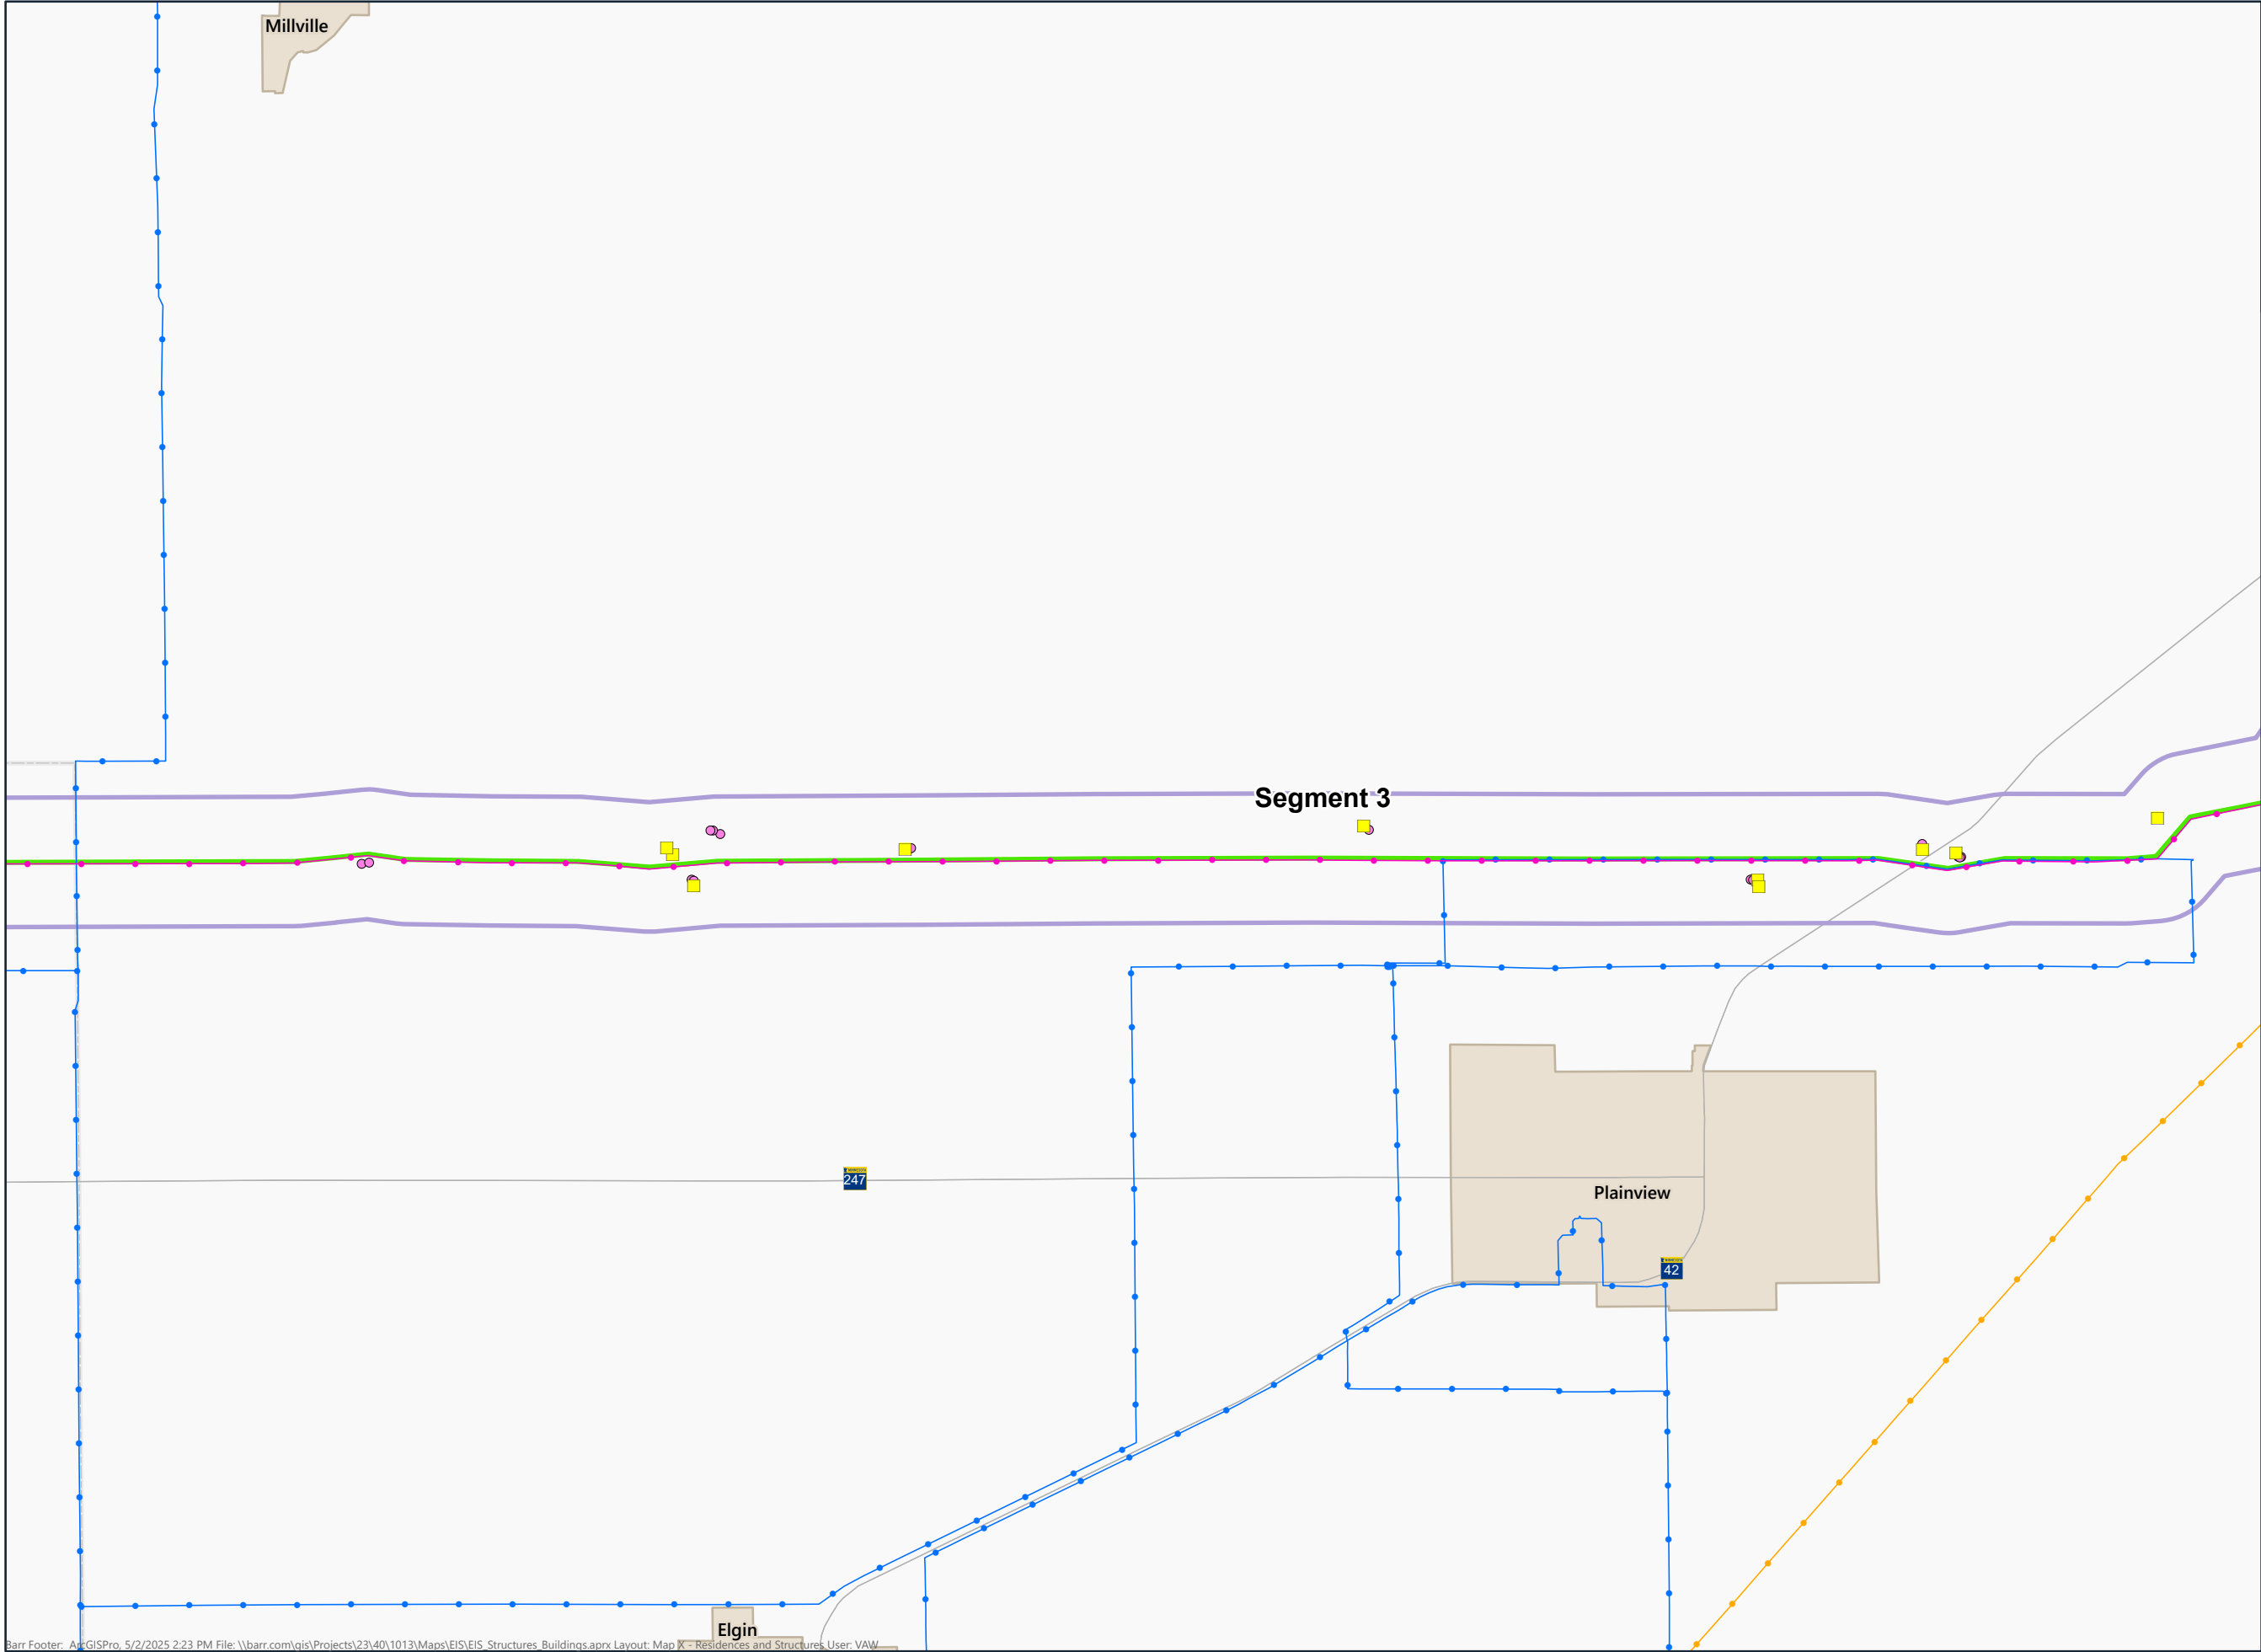 Millville
Segment 3
247
Plainview
42
Elgin
Barr Footer: ArcGISPro, 5/2/2025 2:23 PM File: \\barr.com\gis\Projects\23\40\1013\Maps\EIS\EIS_Structures_Buildings.aprx Layout: Map X - Residences and Structures User: VAW